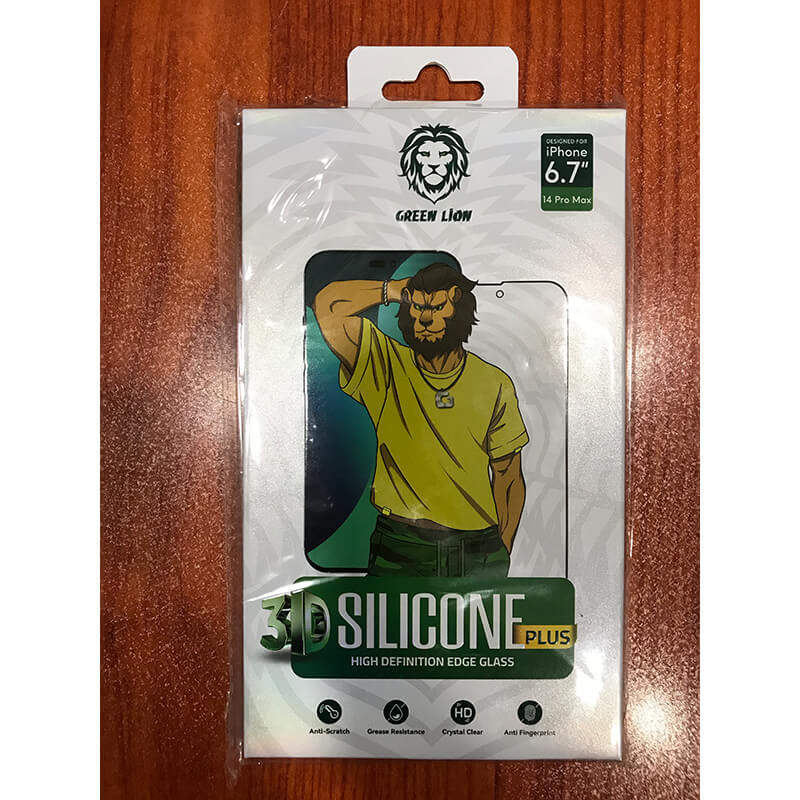 GREEN LION
DESIGNED FOR
iPhone
6.7"
14 Pro Max
3D SILICONE
PLUS
HIGH DEFINITION EDGE GLASS
HD
Anti-Scratch Grease Resistance Crystal Clear Anti Fingerprint